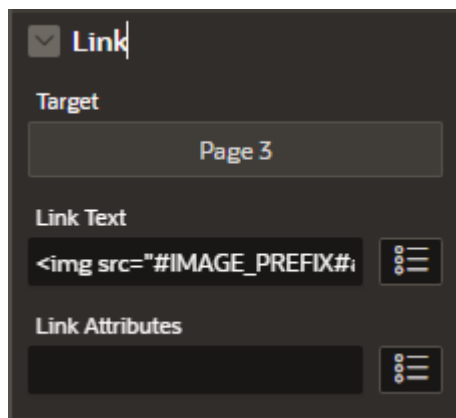 Link
Target
Page 3
Link Text
<img src="#IMAGE_PREFIX#a
Link Attributes